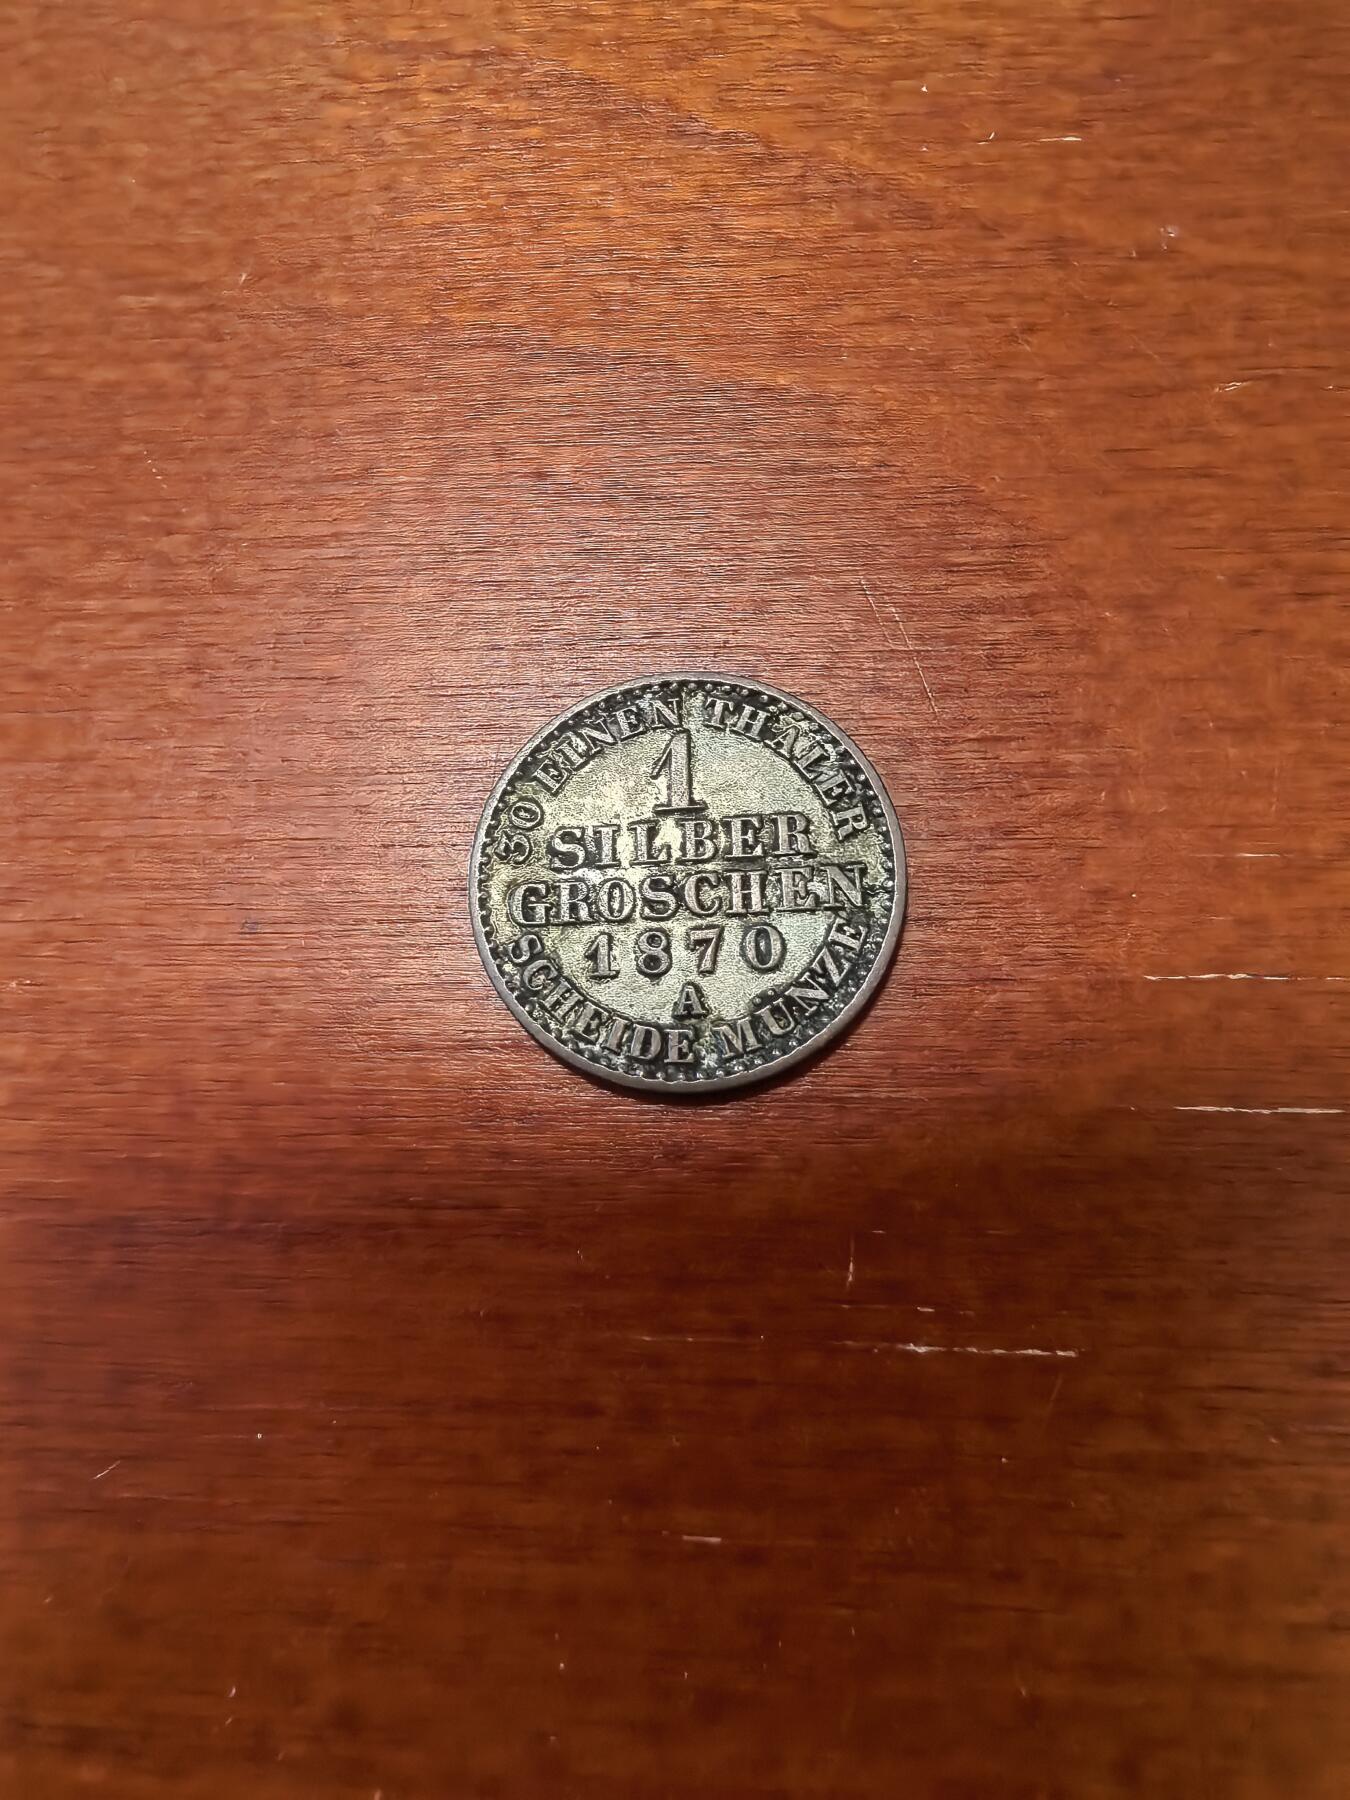 30 EINEN THALER
1
SILBER
GROSCHEN
1870
A
SCHEIDE MÜNZE